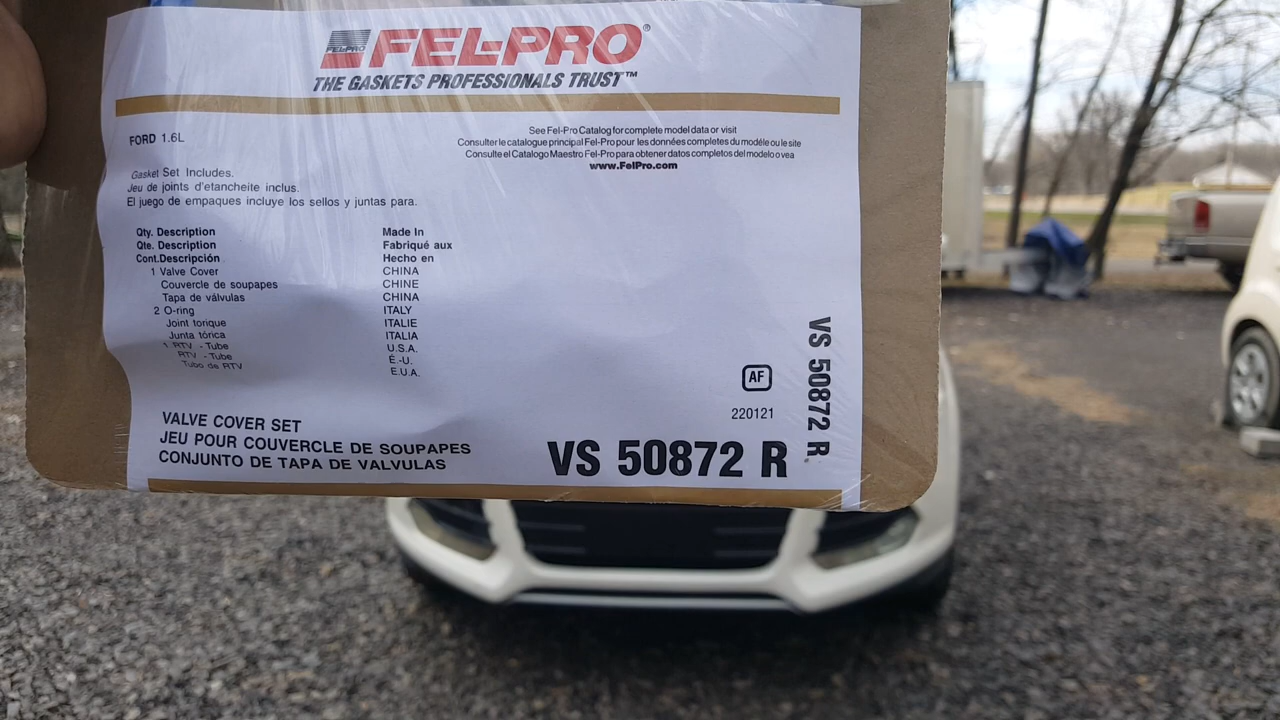 FEL-PRO
FEL-PRO®
THE GASKETS PROFESSIONALS TRUST™
FORD 1.6L
See Fel-Pro Catalog for complete model data or visit
Consulter le catalogue principal Fel-Pro pour les données completes du modéle ou le site
Consulte el Catalogo Maestro Fel-Pro para obtener datos completos del modelo o vea
www.FelPro.com
Gasket Set Includes.
Jeu de joints d'etancheite inclus.
El juego de empaques incluye los sellos y juntas para.
Qty. Description Made In
Qte. Description Fabriqué aux
Cont.Descripción Hecho en
1 Valve Cover CHINA
Couvercle de soupapes CHINE
Tapa de válvulas CHINA
2 O-ring ITALY
Joint torique ITALIE
Junta tórica ITALIA
1 RTV - Tube U.S.A.
RTV - Tube É.-U.
Tubo de RTV E.U.A.
AF
220121
VALVE COVER SET
JEU POUR COUVERCLE DE SOUPAPES
CONJUNTO DE TAPA DE VALVULAS
VS 50872 R
VS 50872 R